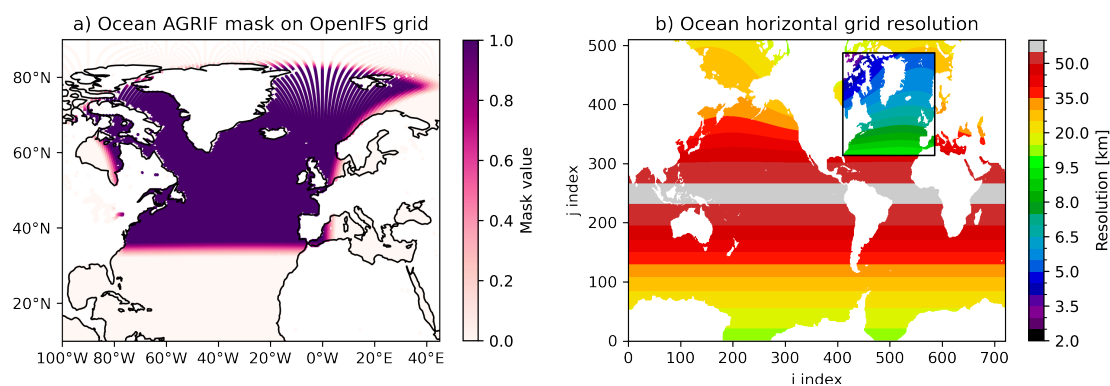 a) Ocean AGRIF mask on OpenIFS grid
80°N
60°N
40°N
20°N
100°W 80°W 60°W 40°W 20°W 0°W 20°E 40°E
1.0
0.8
0.6
0.4
0.2
0.0
Mask value
b) Ocean horizontal grid resolution
500
400
300
200
100
0
j index
0 100 200 300 400 500 600 700
i index
50.0
35.0
20.0
9.5
8.0
6.5
5.0
3.5
2.0
Resolution [km]